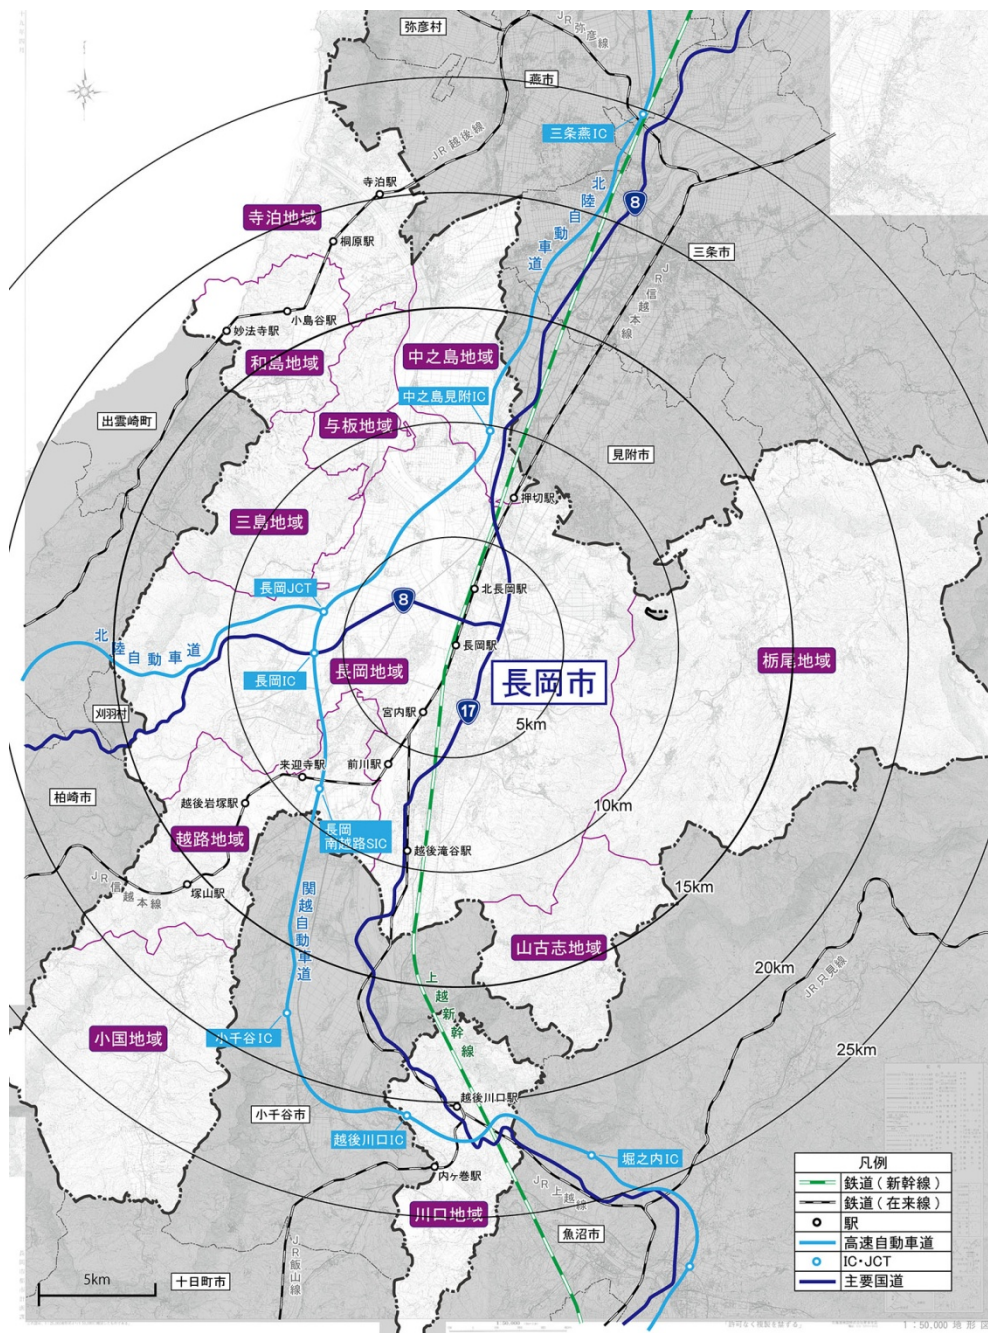 弥彦村
JR弥彦線
燕市
三条燕IC
JR越後線
寺泊駅
北陸自動車道
8
寺泊地域
桐原駅
三条市
JR信越本線
小島谷駅
妙法寺駅
和島地域
中之島地域
中之島見附IC
出雲崎町
与板地域
見附市
押切駅
三島地域
長岡JCT
8
北長岡駅
北陸自動車道
長岡駅
長岡地域
栃尾地域
長岡IC
長岡市
刈羽村
宮内駅
17
5km
来迎寺駅
前川駅
柏崎市
越後岩塚駅
10km
長岡
南越路SIC
越路地域
越後滝谷駅
JR信越本線
塚山駅
15km
関越自動車道
山古志地域
20km
JR只見線
上越新幹線
小国地域
小千谷IC
25km
越後川口駅
小千谷市
越後川口IC
堀之内IC
内ヶ巻駅
JR上越線
川口地域
魚沼市
JR飯山線
十日町市
5km
凡例
鉄道(新幹線)
鉄道(在来線)
駅
高速自動車道
IC・JCT
主要国道
1:50,000 地形図